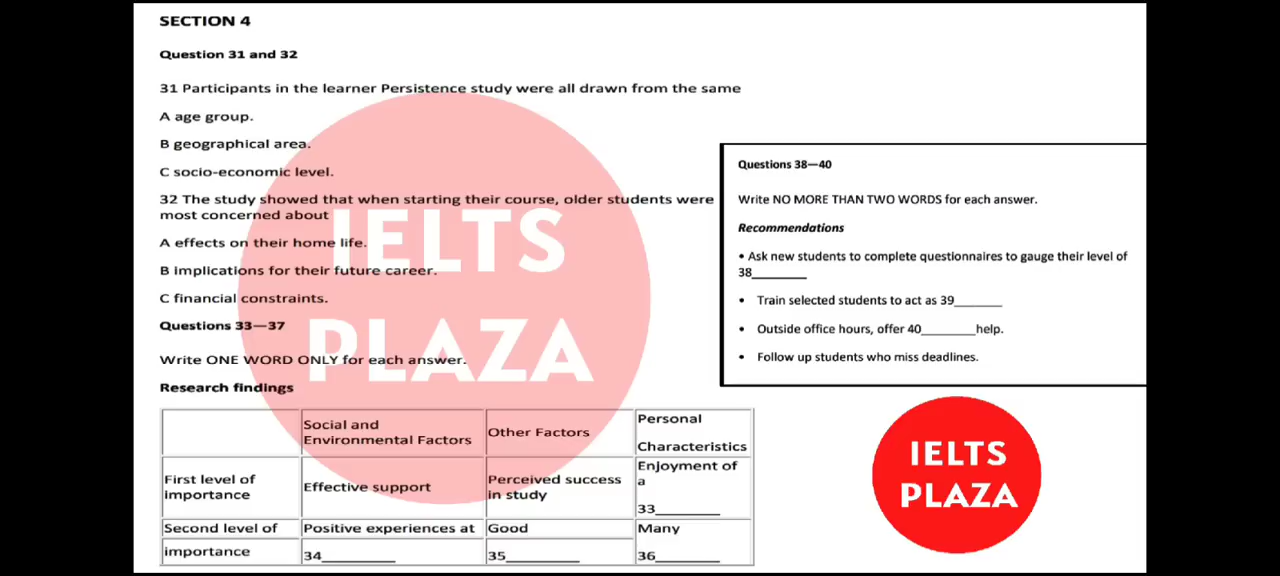 SECTION 4
Question 31 and 32
31 Participants in the learner Persistence study were all drawn from the same
A age group.
B geographical area.
C socio-economic level.
32 The study showed that when starting their course, older students were
most concerned about
A effects on their home life.
B implications for their future career.
C financial constraints.
Questions 33—37
Write ONE WORD ONLY for each answer.
Research findings
Social and
Environmental Factors
Other Factors
Personal
Characteristics
First level of
importance
Effective support
Perceived success
in study
Enjoyment of
a
33________
Second level of
importance
Positive experiences at
34_________
Good
35_________
Many
36________
Questions 38—40
Write NO MORE THAN TWO WORDS for each answer.
Recommendations
• Ask new students to complete questionnaires to gauge their level of
38________
• Train selected students to act as 39_______
• Outside office hours, offer 40________help.
• Follow up students who miss deadlines.
IELTS
PLAZA
IELTS
PLAZA